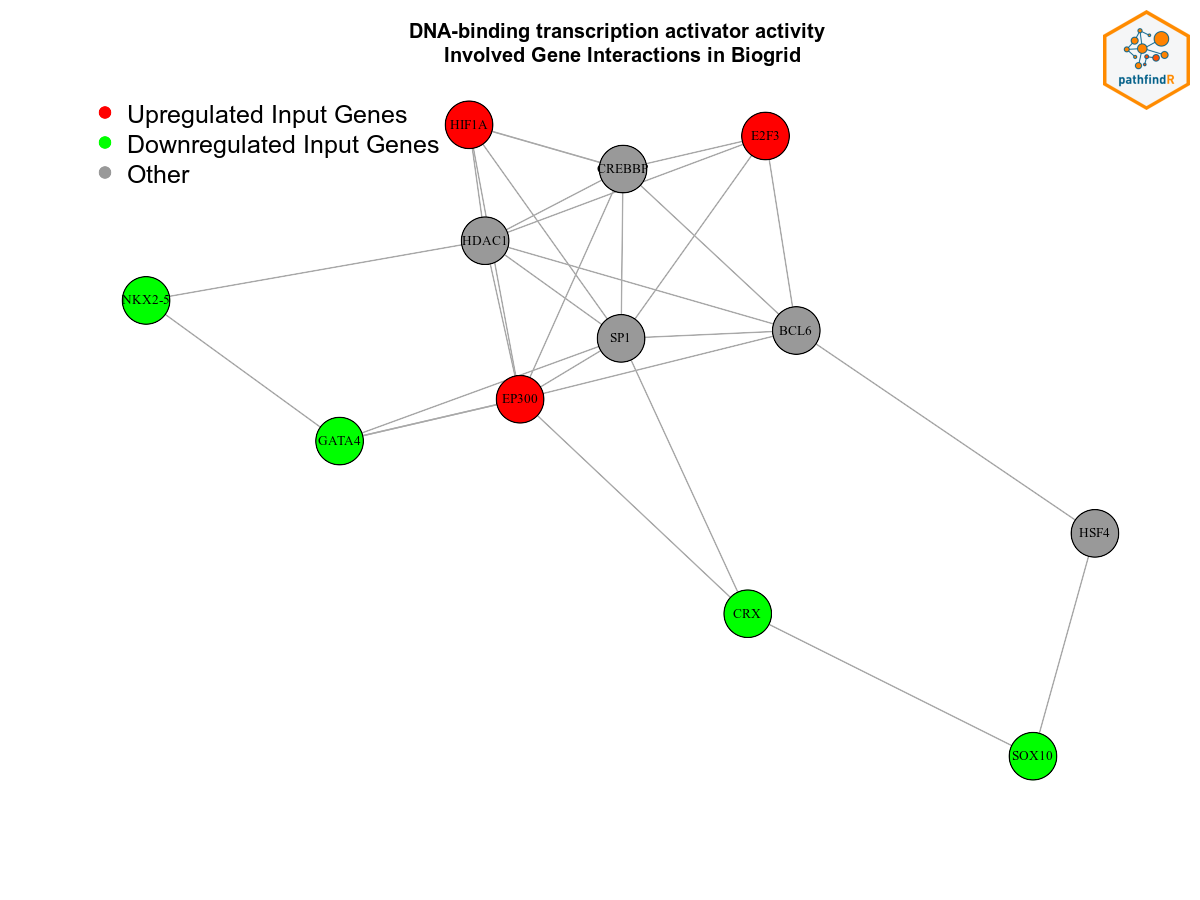 DNA-binding transcription activator activity
Involved Gene Interactions in Biogrid
pathfindR
Upregulated Input Genes
Downregulated Input Genes
Other
HIF1A
E2F3
CREBBP
HDAC1
NKX2-5
SP1
BCL6
EP300
GATA4
HSF4
CRX
SOX10